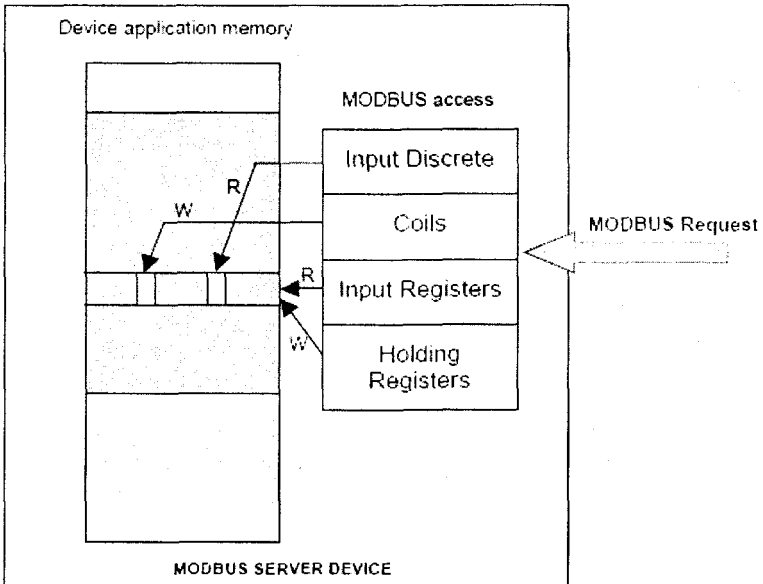 Device application memory
MODBUS access
Input Discrete
R
W
Coils
MODBUS Request
R
Input Registers
W
Holding
Registers
MODBUS SERVER DEVICE